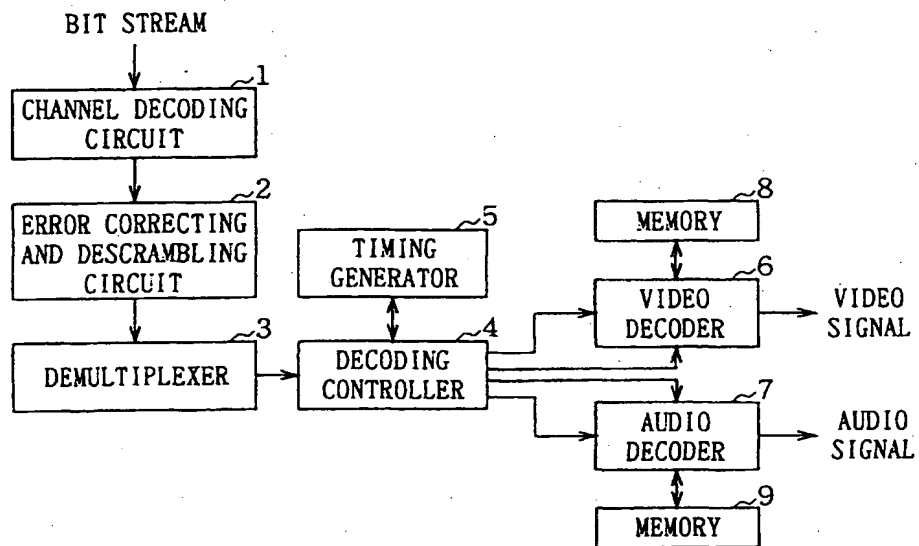 BIT STREAM
1
CHANNEL DECODING
CIRCUIT
2
ERROR CORRECTING
AND DESCRAMBLING
CIRCUIT
3
DEMULTIPLEXER
5
TIMING
GENERATOR
4
DECODING
CONTROLLER
8
MEMORY
6
VIDEO
DECODER
VIDEO
SIGNAL
7
AUDIO
DECODER
AUDIO
SIGNAL
9
MEMORY